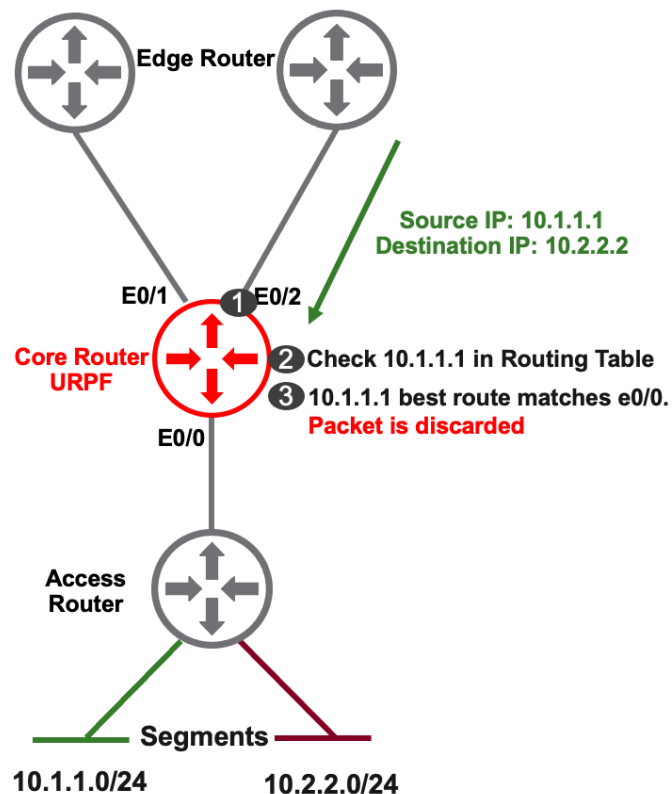 Edge Router
Source IP: 10.1.1.1
Destination IP: 10.2.2.2
E0/1
1
E0/2
Core Router
URPF
2 Check 10.1.1.1 in Routing Table
3 10.1.1.1 best route matches e0/0.
Packet is discarded
E0/0
Access
Router
Segments
10.1.1.0/24
10.2.2.0/24